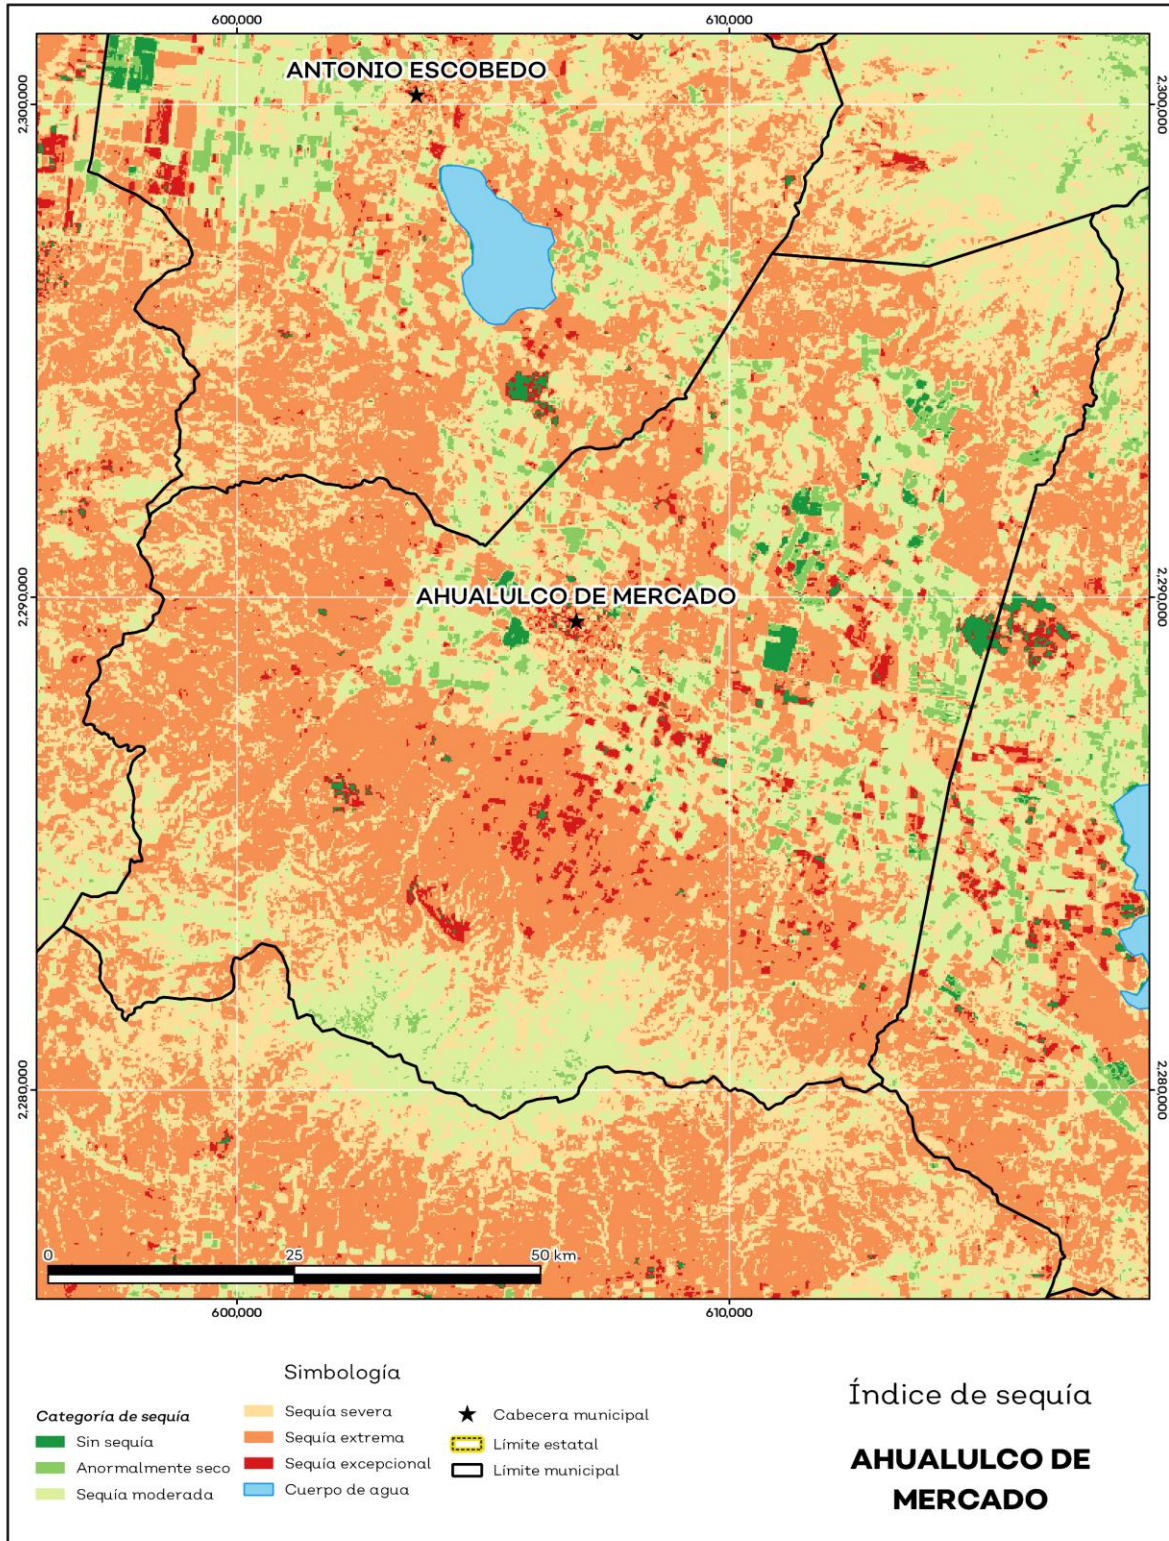 600,000
610,000
2,300,000
2,300,000
ANTONIO ESCOBEDO
AHUALULCO DE MERCADO
2,290,000
2,290,000
2,280,000
2,280,000
0
25
50 km
600,000
610,000
Simbología
Categoría de sequía
Sin sequía
Anormalmente seco
Sequía moderada
Sequía severa
Sequía extrema
Sequía excepcional
Cuerpo de agua
Cabecera municipal
Límite estatal
Límite municipal
Índice de sequía
AHUALULCO DE
MERCADO